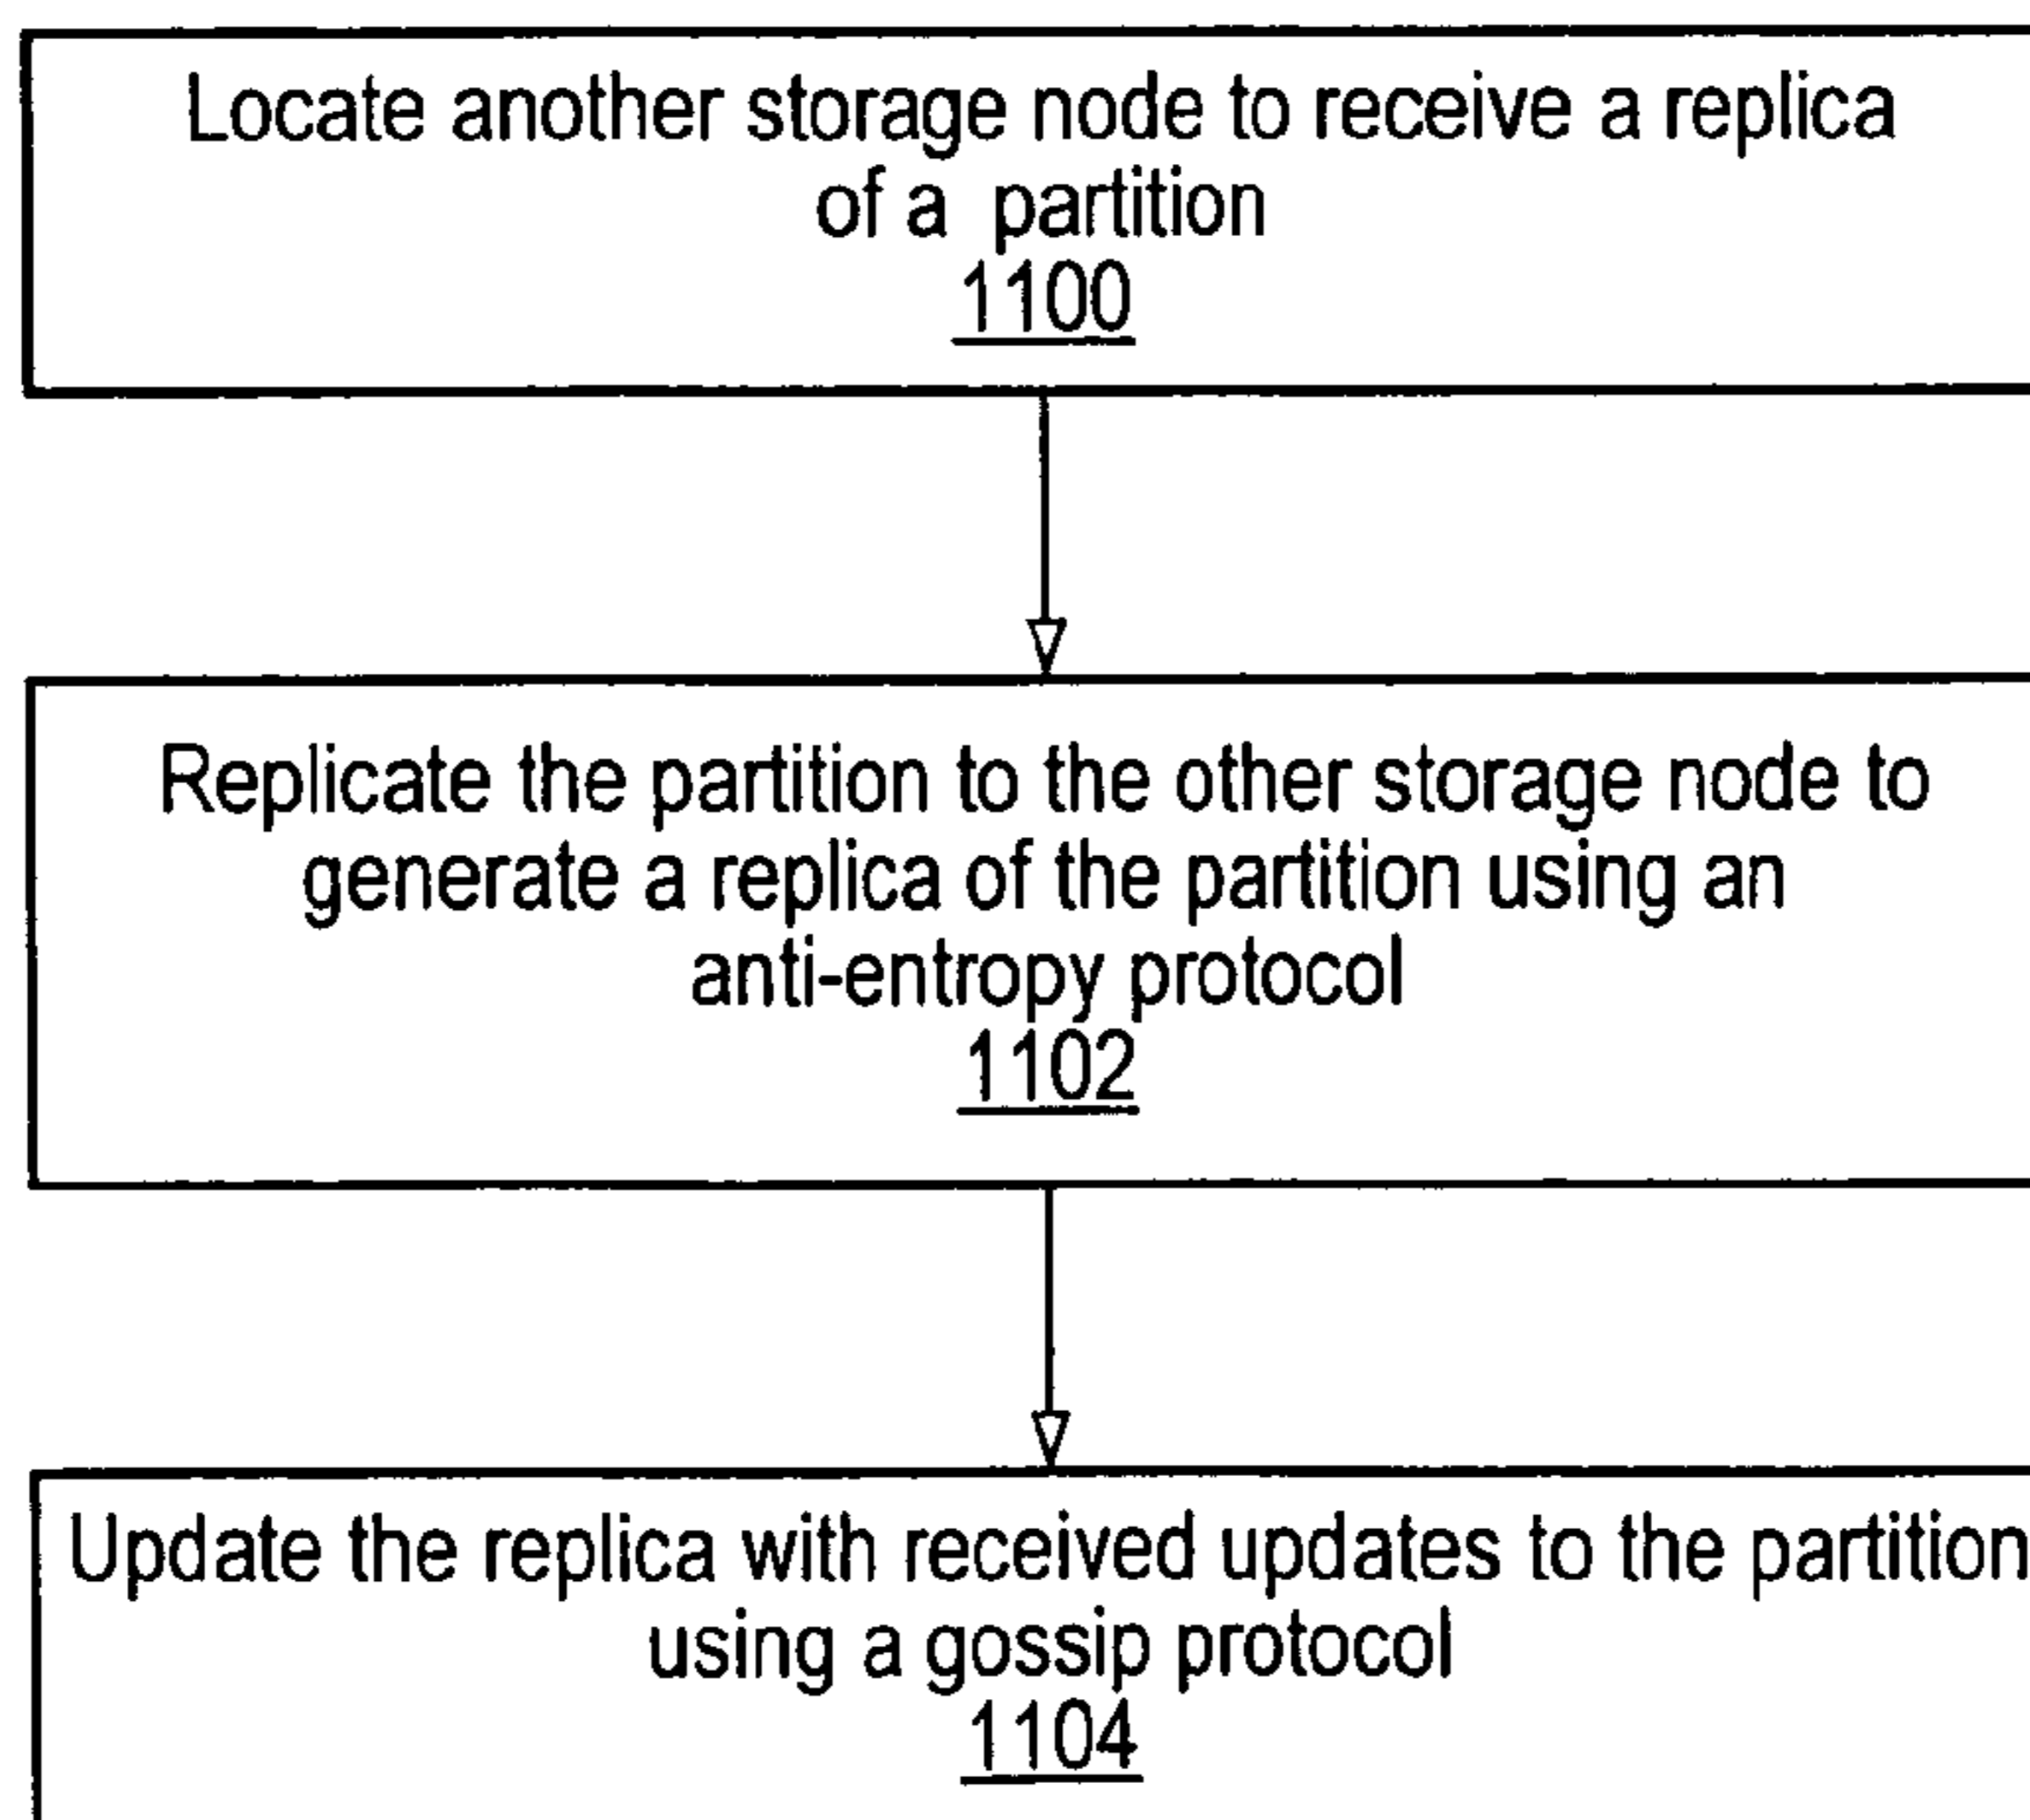 Locate another storage node to receive a replica
of a partition
1100
Replicate the partition to the other storage node to
generate a replica of the partition using an
anti-entropy protocol
1102
Update the replica with received updates to the partition
using a gossip protocol
1104